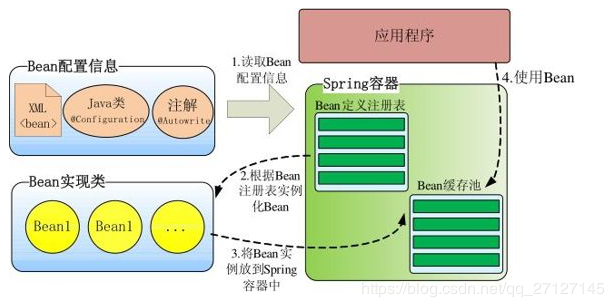 应用程序
Bean配置信息
1.读取Bean
配置信息
XML
<bean>
Java类
@Configuration
注解
@Autowrite
Spring容器
4.使用Bean
Bean定义注册表
Bean实现类
2.根据Bean
注册表实例
化Bean
Bean缓存池
Bean1
Bean1
...
3.将Bean实
例放到Spring
容器中
https://blog.csdn.net/qq_27127145